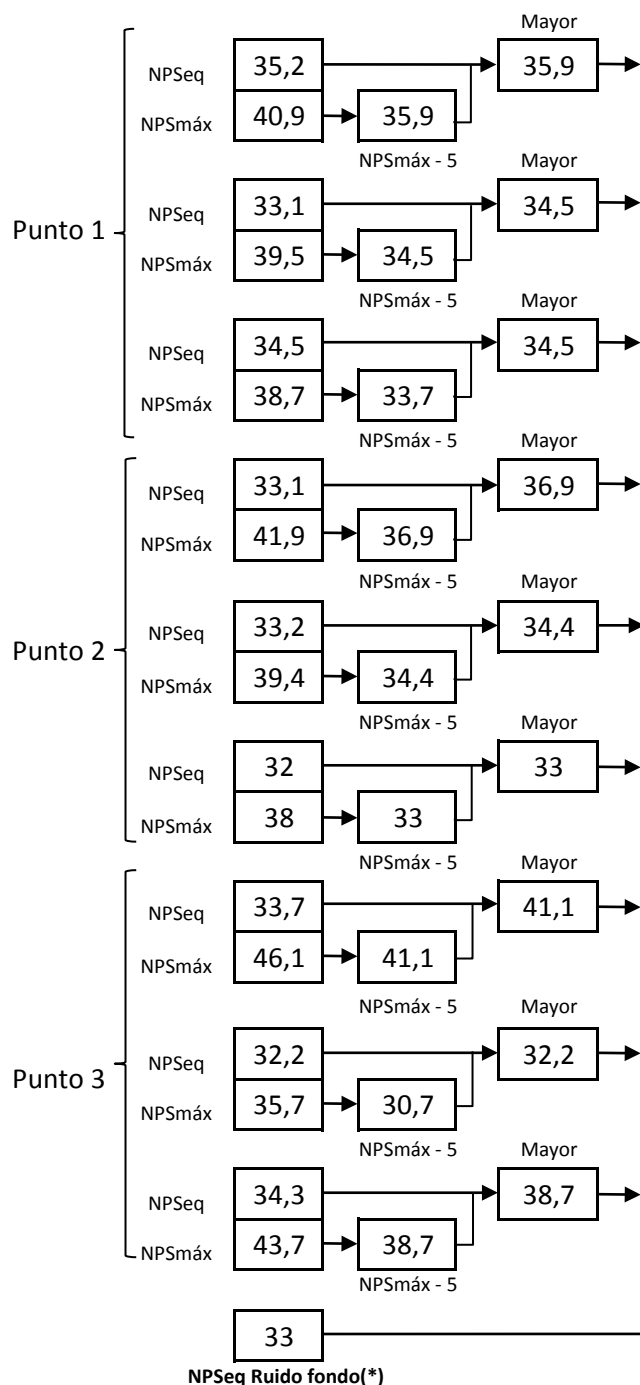 Mayor
NPSeq 35,2 35,9
NPSmáx 40,9 35,9
NPSmáx - 5
Mayor
NPSeq 33,1 34,5
Punto 1
NPSmáx 39,5 34,5
NPSmáx - 5
Mayor
NPSeq 34,5 34,5
NPSmáx 38,7 33,7
NPSmáx - 5
Mayor
NPSeq 33,1 36,9
NPSmáx 41,9 36,9
NPSmáx - 5
Mayor
NPSeq 33,2 34,4
Punto 2
NPSmáx 39,4 34,4
NPSmáx - 5
Mayor
NPSeq 32 33
NPSmáx 38 33
NPSmáx - 5
Mayor
NPSeq 33,7 41,1
NPSmáx 46,1 41,1
NPSmáx - 5
Mayor
NPSeq 32,2 32,2
Punto 3
NPSmáx 35,7 30,7
NPSmáx - 5
Mayor
NPSeq 34,3 38,7
NPSmáx 43,7 38,7
NPSmáx - 5
33
NPSeq Ruido fondo(*)